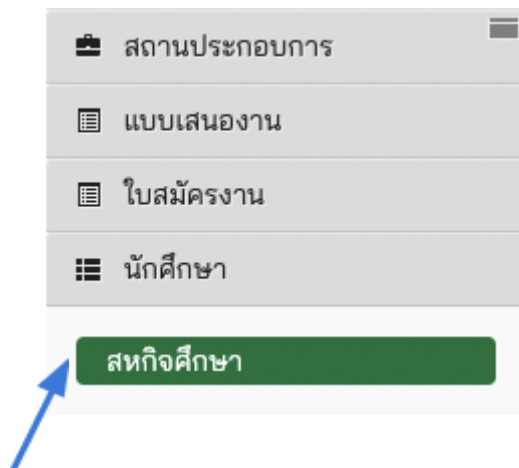 สถานประกอบการ
แบบเสนองาน
ใบสมัครงาน
นักศึกษา
สหกิจศึกษา